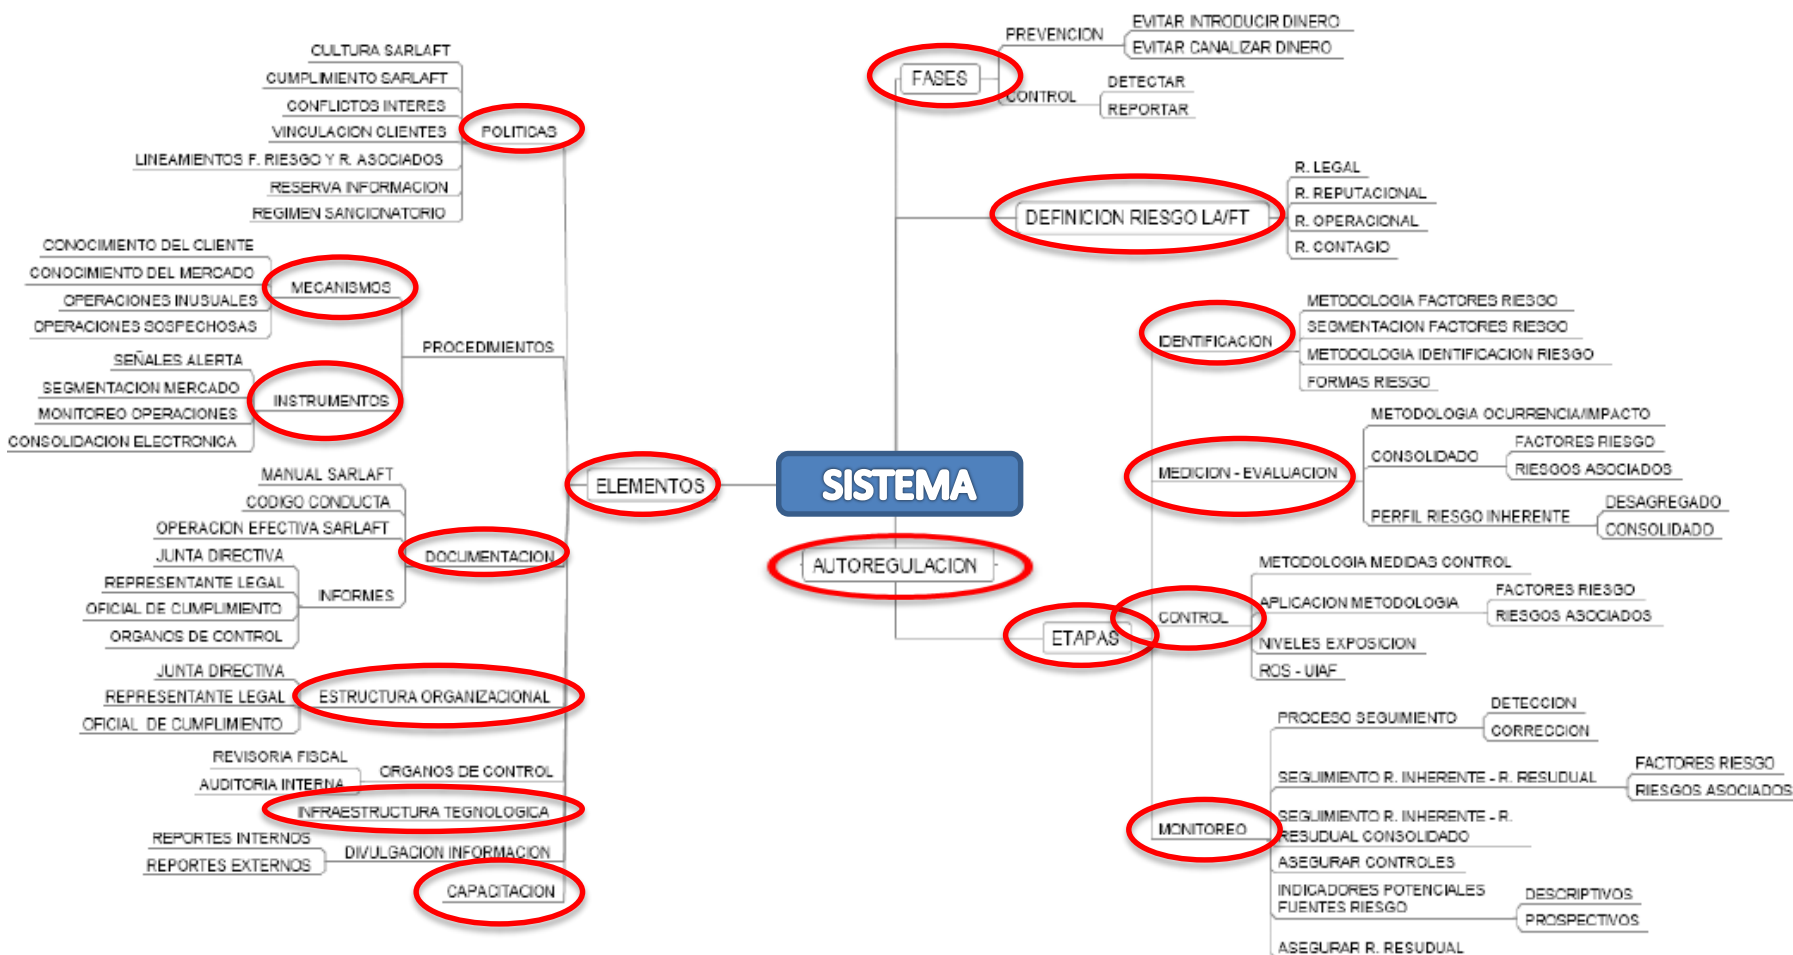 CULTURA SARLAFT
CUMPLIMIENTO SARLAFT
CONFLICTOS INTERES
VINCULACION CLIENTES
LINEAMIENTOS F. RIESGO Y R. ASOCIADOS
RESERVA INFORMACION
REGIMEN SANCIONATORIO
POLITICAS
CONOCIMIENTO DEL CLIENTE
CONOCIMIENTO DEL MERCADO
OPERACIONES INUSUALES
OPERACIONES SOSPECHOSAS
MECANISMOS
SEÑALES ALERTA
SEGMENTACION MERCADO
MONITOREO OPERACIONES
CONSOLIDACION ELECTRONICA
INSTRUMENTOS
PROCEDIMIENTOS
MANUAL SARLAFT
CODIGO CONDUCTA
OPERACION EFECTIVA SARLAFT
JUNTA DIRECTIVA
REPRESENTANTE LEGAL
OFICIAL DE CUMPLIMIENTO
ORGANOS DE CONTROL
INFORMES
DOCUMENTACION
JUNTA DIRECTIVA
REPRESENTANTE LEGAL
OFICIAL DE CUMPLIMIENTO
ESTRUCTURA ORGANIZACIONAL
REVISORIA FISCAL
AUDITORIA INTERNA
ORGANOS DE CONTROL
INFRAESTRUCTURA TEGNOLOGICA
REPORTES INTERNOS
REPORTES EXTERNOS
DIVULGACION INFORMACION
CAPACITACION
ELEMENTOS
SISTEMA
AUTOREGULACION
FASES
PREVENCION
EVITAR INTRODUCIR DINERO
EVITAR CANALIZAR DINERO
CONTROL
DETECTAR
REPORTAR
DEFINICION RIESGO LA/FT
R. LEGAL
R. REPUTACIONAL
R. OPERACIONAL
R. CONTAGIO
ETAPAS
IDENTIFICACION
METODOLOGIA FACTORES RIESGO
SEGMENTACION FACTORES RIESGO
METODOLOGIA IDENTIFICACION RIESGO
FORMAS RIESGO
MEDICION - EVALUACION
METODOLOGIA OCURRENCIA/IMPACTO
CONSOLIDADO
FACTORES RIESGO
RIESGOS ASOCIADOS
PERFIL RIESGO INHERENTE
DESAGREGADO
CONSOLIDADO
CONTROL
METODOLOGIA MEDIDAS CONTROL
APLICACION METODOLOGIA
FACTORES RIESGO
RIESGOS ASOCIADOS
NIVELES EXPOSICION
ROS - UIAF
MONITOREO
PROCESO SEGUIMIENTO
DETECCION
CORRECCION
SEGUIMIENTO R. INHERENTE - R. RESUDUAL
FACTORES RIESGO
RIESGOS ASOCIADOS
SEGUIMIENTO R. INHERENTE - R.
RESUDUAL CONSOLIDADO
ASEGURAR CONTROLES
INDICADORES POTENCIALES
FUENTES RIESGO
DESCRIPTIVOS
PROSPECTIVOS
ASEGURAR R. RESUDUAL